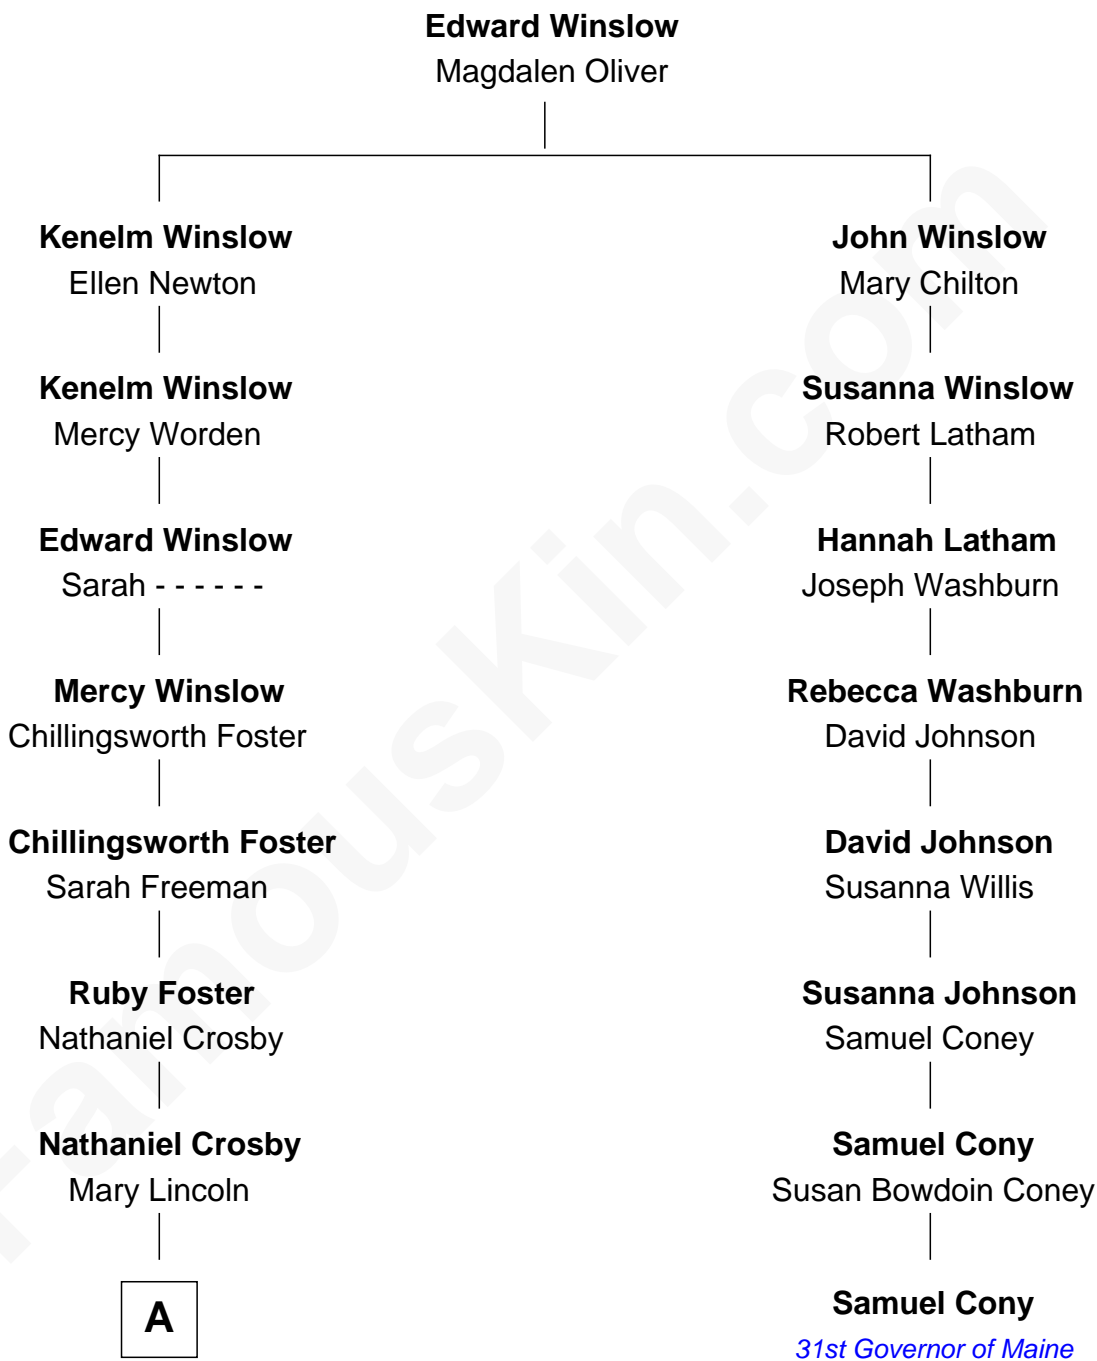 Edward Winslow
Magdalen Oliver
Kenelm Winslow
Ellen Newton
John Winslow
Mary Chilton
Kenelm Winslow
Mercy Worden
Susanna Winslow
Robert Latham
Edward Winslow
Sarah - - - - - -
Hannah Latham
Joseph Washburn
Mercy Winslow
Chillingsworth Foster
Rebecca Washburn
David Johnson
Chillingsworth Foster
Sarah Freeman
David Johnson
Susanna Willis
Ruby Foster
Nathaniel Crosby
Susanna Johnson
Samuel Coney
Nathaniel Crosby
Mary Lincoln
Samuel Cony
Susan Bowdoin Coney
A
Samuel Cony
31st Governor of Maine
FamousKin.com